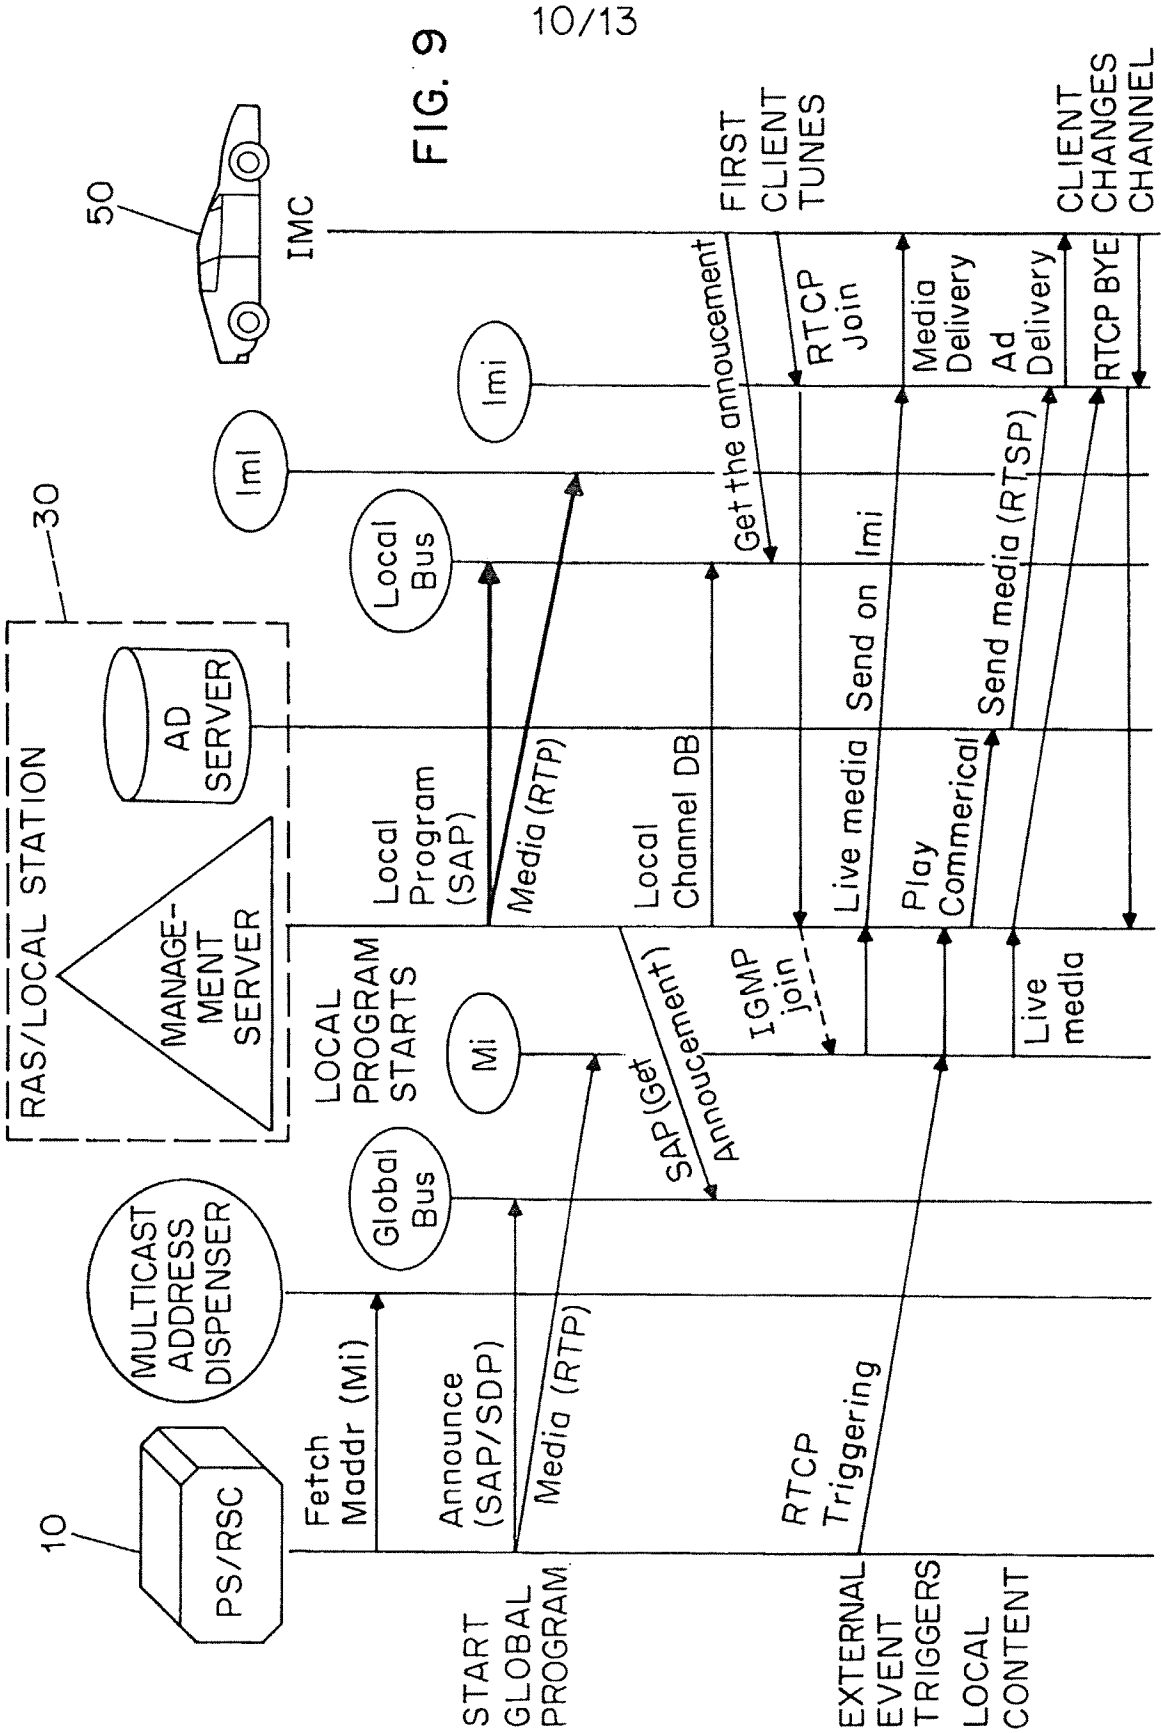 10/13
FIG. 9
10
PS/RSC
MULTICAST
ADDRESS
DISPENSER
RAS/LOCAL STATION
30
MANAGE-
MENT
SERVER
AD
SERVER
50
IMC
Global
Bus
Mi
Local
Bus
Iml
Imi
Fetch
Maddr (Mi)
START
GLOBAL
PROGRAM
Announce
(SAP/SDP)
Media (RTP)
LOCAL
PROGRAM
STARTS
Local
Program
(SAP)
Media (RTP)
SAP (Get
Annoucement)
Local
Channel DB
FIRST
CLIENT
TUNES
Get the annoucement
RTCP
Join
IGMP
join
EXTERNAL
EVENT
TRIGGERS
LOCAL
CONTENT
RTCP
Triggering
Live media Send on Imi
Media
Delivery
Play
Commerical
Send media (RTSP)
Ad
Delivery
Live
media
CLIENT
CHANGES
CHANNEL
RTCP BYE